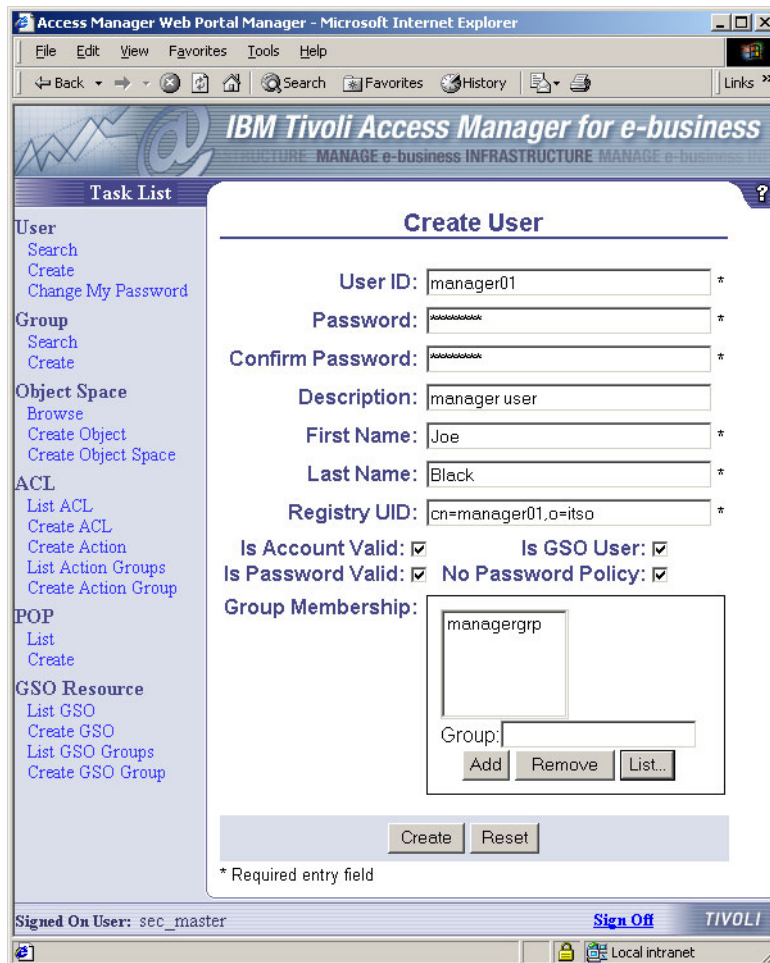 Access Manager Web Portal Manager - Microsoft Internet Explorer
File Edit View Favorites Tools Help
Back Search Favorites History Links »
IBM Tivoli Access Manager for e-business
STRUCTURE MANAGE e-business INFRASTRUCTURE MANAGE e-business IN
Task List ?
Create User
User
Search
Create
Change My Password
Group
Search
Create
Object Space
Browse
Create Object
Create Object Space
ACL
List ACL
Create ACL
Create Action
List Action Groups
Create Action Group
POP
List
Create
GSO Resource
List GSO
Create GSO
List GSO Groups
Create GSO Group
User ID: manager01 *
Password: ********* *
Confirm Password: ********* *
Description: manager user
First Name: Joe *
Last Name: Black *
Registry UID: cn=manager01,o=itso *
Is Account Valid: Is GSO User:
Is Password Valid: No Password Policy:
Group Membership:
managergrp
Group:
Add Remove List...
Create Reset
* Required entry field
Signed On User: sec_master Sign Off TIVOLI
Local intranet